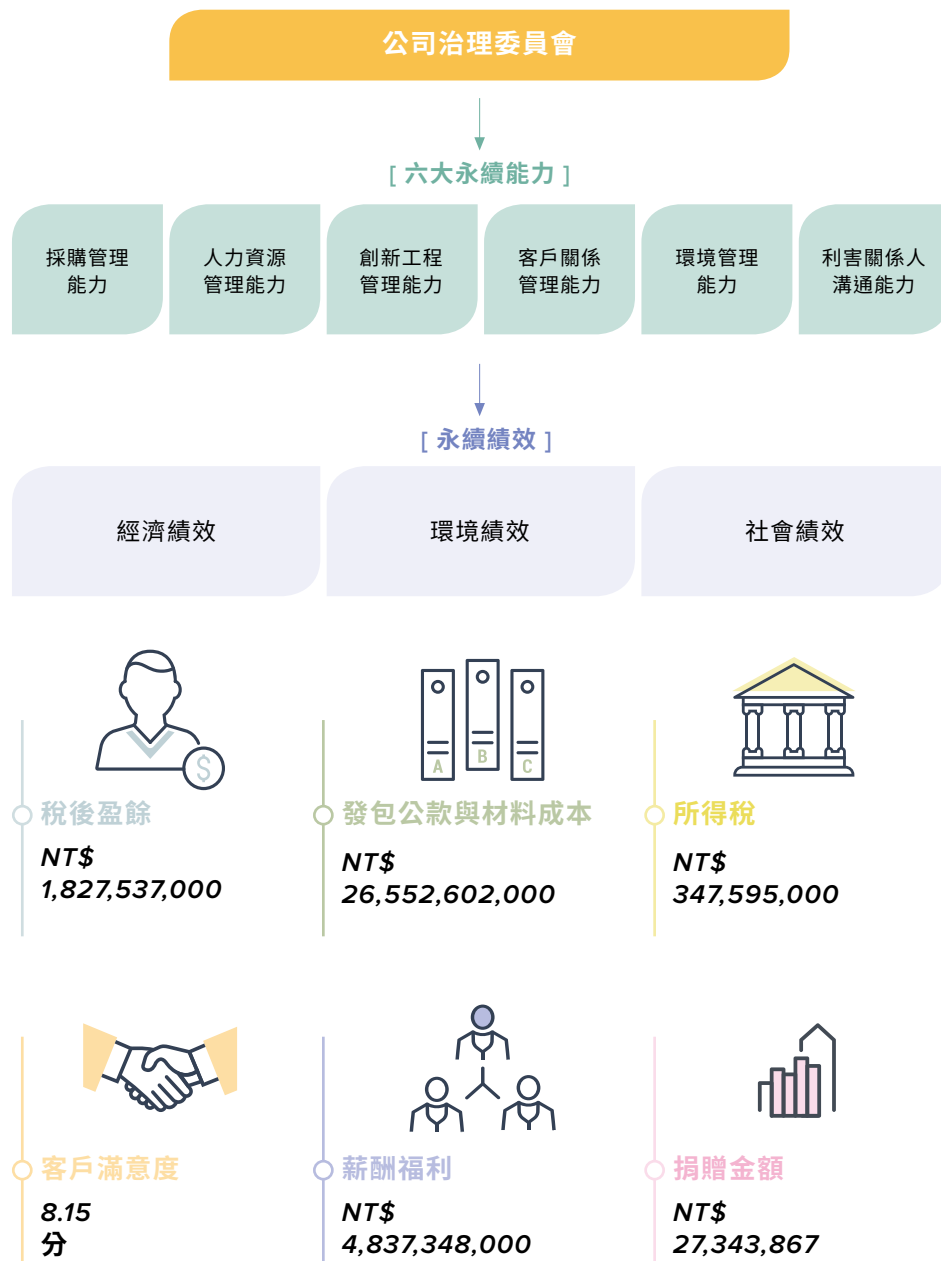 公司治理委員會
[ 六大永續能力 ]
採購管理
能力
人力資源
管理能力
創新工程
管理能力
客戶關係
管理能力
環境管理
能力
利害關係人
溝通能力
[ 永續績效 ]
經濟績效
環境績效
社會績效
$
A
B
C
稅後盈餘
NT$
1,827,537,000
發包公款與材料成本
NT$
26,552,602,000
所得稅
NT$
347,595,000
客戶滿意度
8.15
分
薪酬福利
NT$
4,837,348,000
捐贈金額
NT$
27,343,867